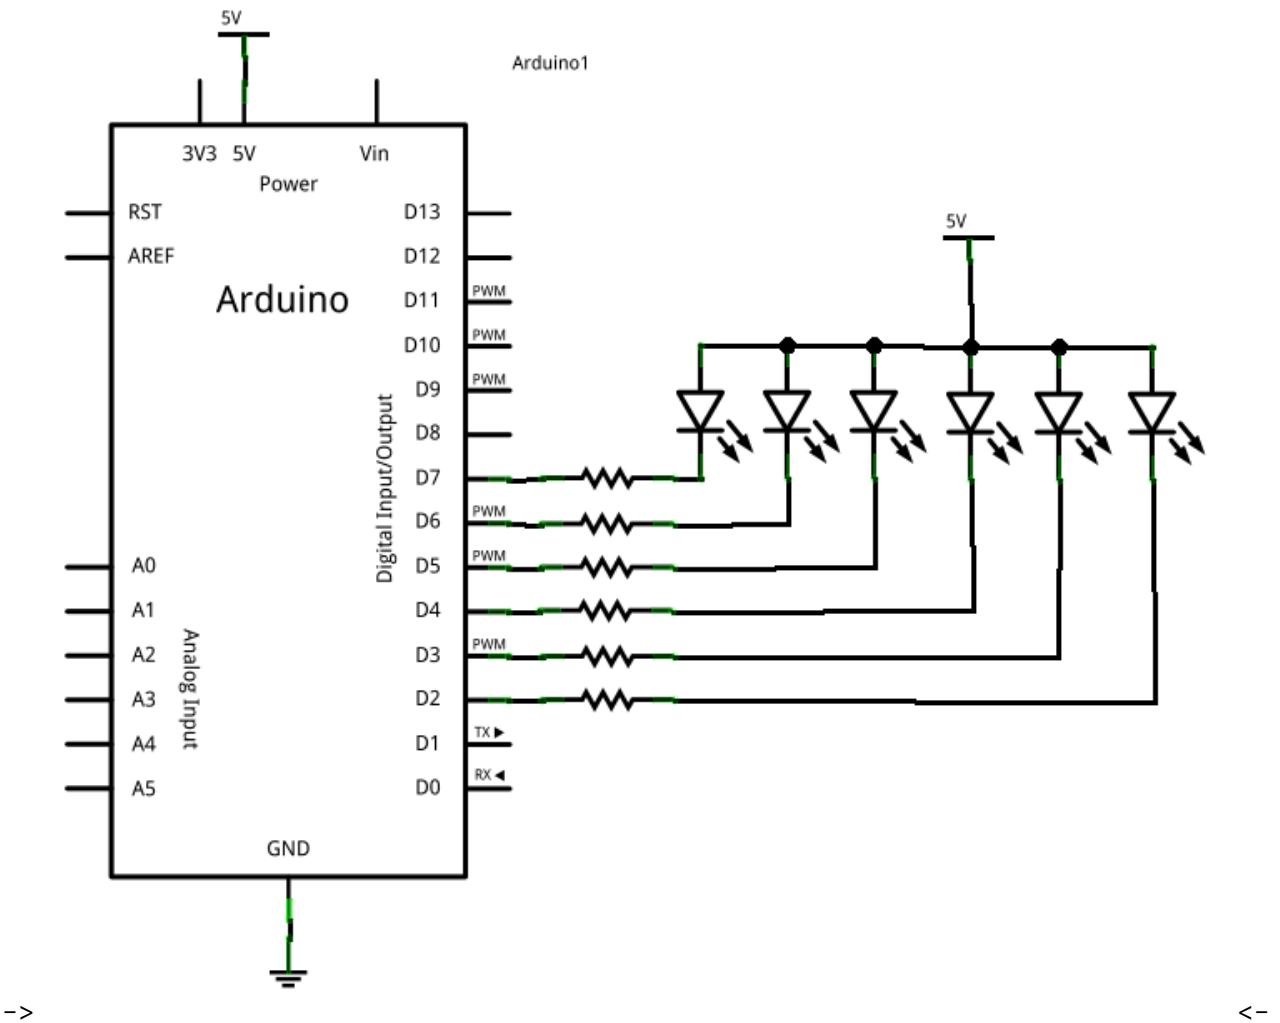 5V
Arduino1
3V3 5V Vin
Power
RST D13
AREF D12
Arduino
D11 PWM
D10 PWM
D9 PWM
D8
D7
D6 PWM
D5 PWM
D4
D3 PWM
D2
D1 TX ▶
D0 RX ◀
Digital Input/Output
A0
A1
A2
A3
A4
A5
Analog Input
GND
5V
-> <-